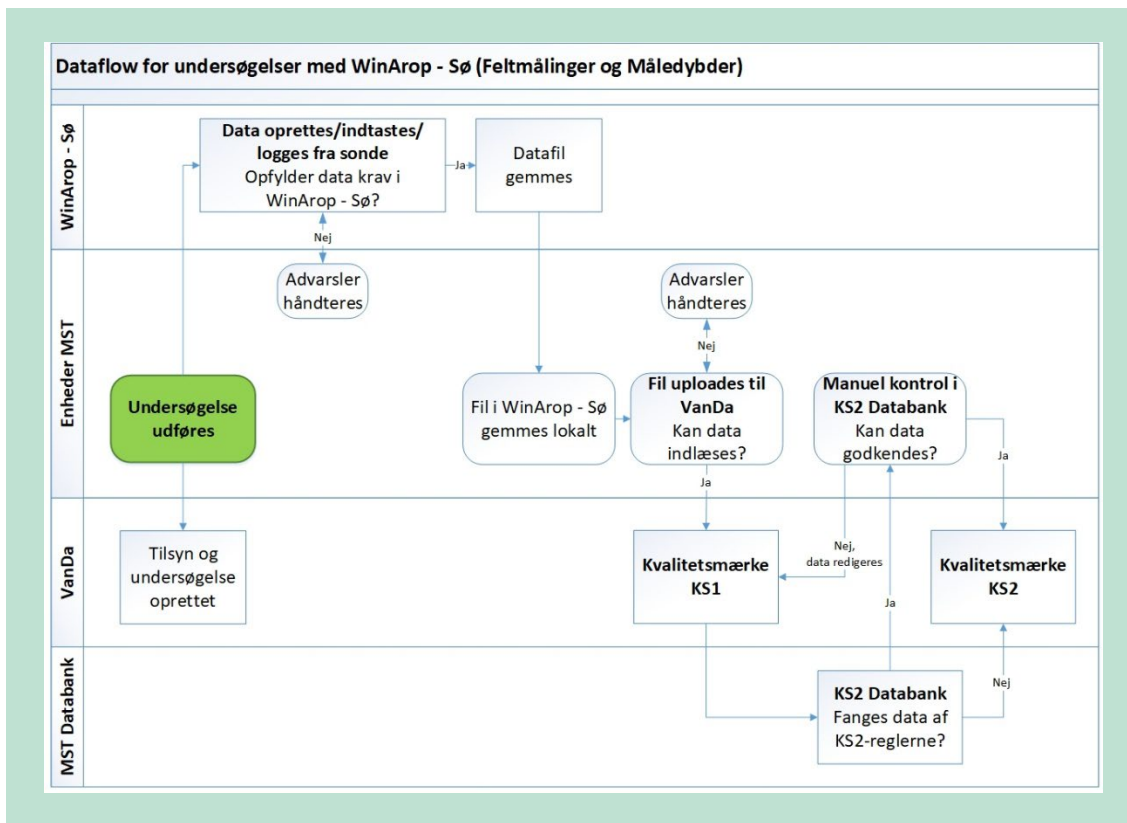 Dataflow for undersøgelser med WinArop - Sø (Feltmålinger og Måledybder)
WinArop - Sø
Data oprettes/indtastes/
logges fra sonde
Opfylder data krav i
WinArop - Sø?
Ja
Datafil
gemmes
Nej
Enheder MST
Advarsler
håndteres
Advarsler
håndteres
Nej
Undersøgelse
udføres
Fil i WinArop - Sø
gemmes lokalt
Fil uploades til
VanDa
Kan data
indlæses?
Manuel kontrol i
KS2 Databank
Kan data
godkendes?
Ja
Ja
VanDa
Tilsyn og
undersøgelse
oprettet
Kvalitetsmærke
KS1
Nej,
data redigeres
Kvalitetsmærke
KS2
Ja
MST Databank
KS2 Databank
Fanges data af
KS2-reglerne?
Nej